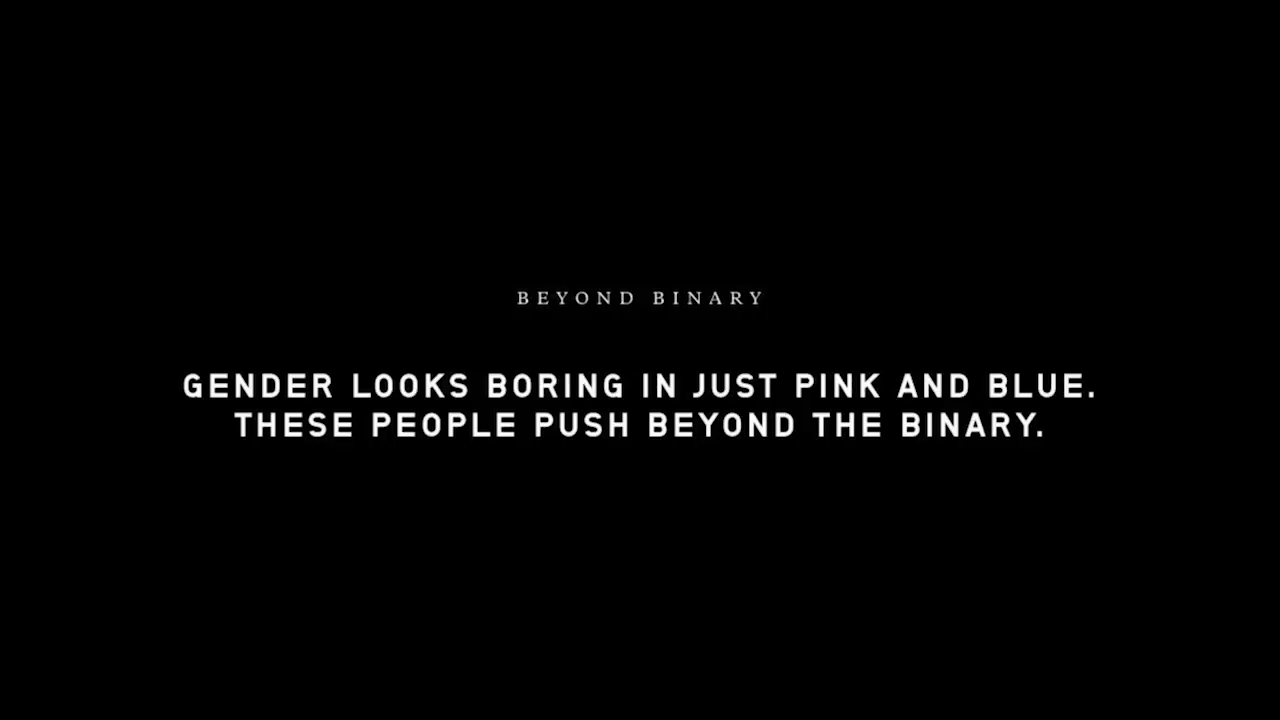 BEYOND BINARY
GENDER LOOKS BORING IN JUST PINK AND BLUE.
THESE PEOPLE PUSH BEYOND THE BINARY.